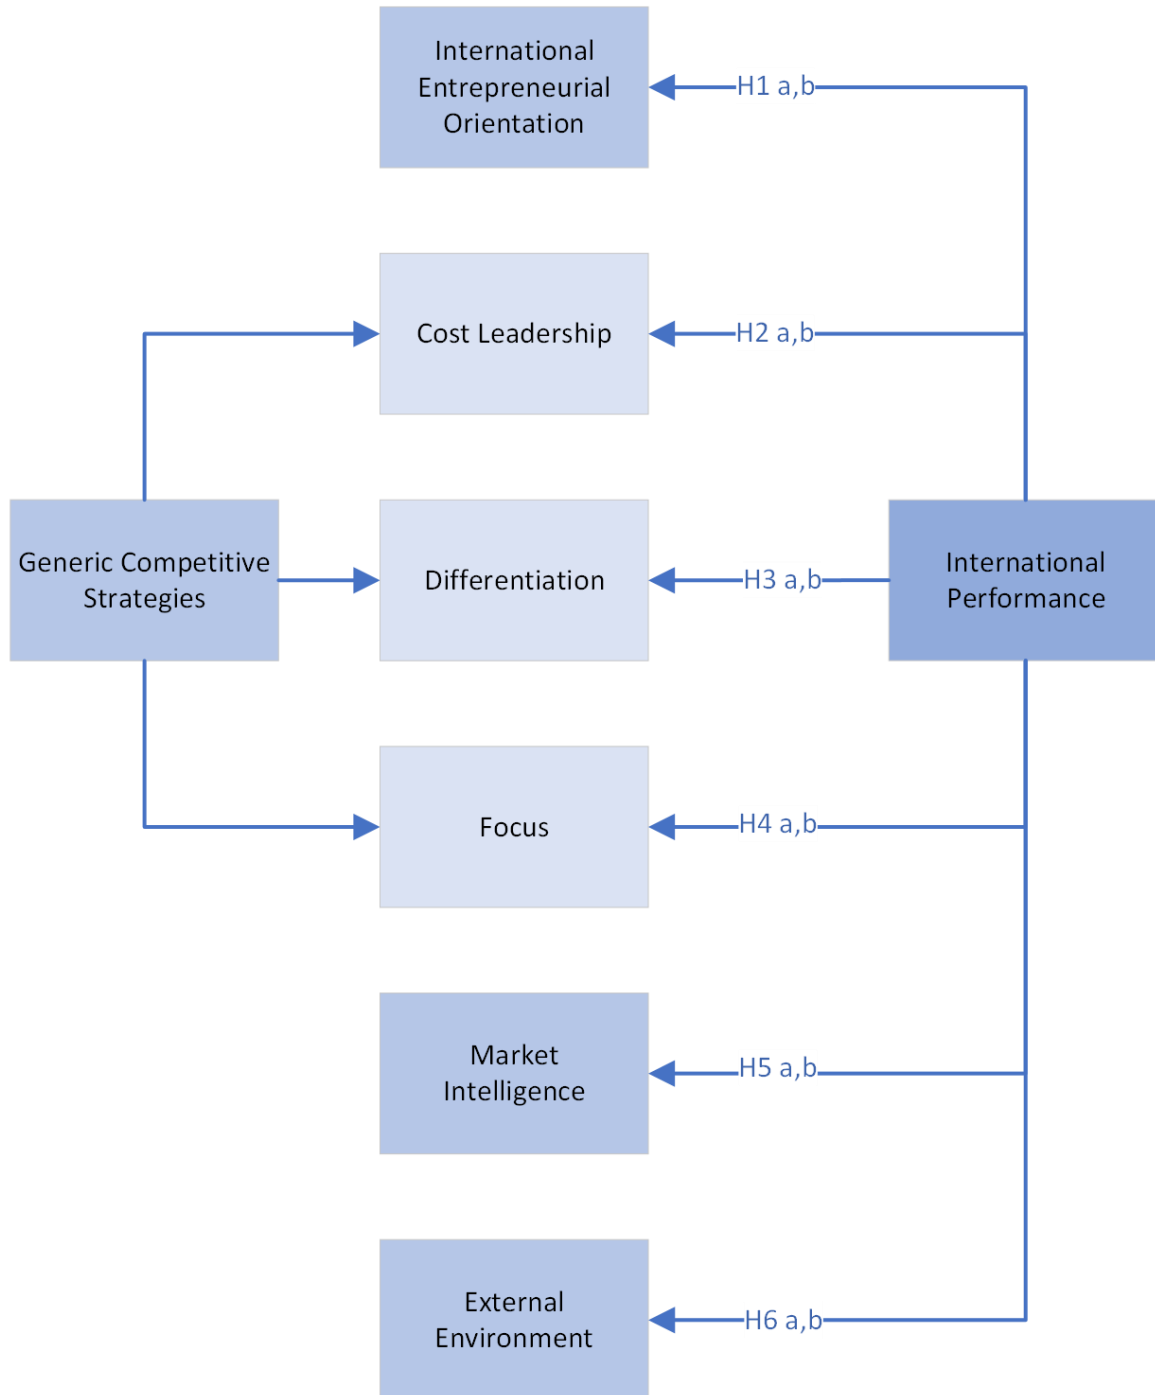 International
Entrepreneurial
Orientation
H1 a,b
Cost Leadership
H2 a,b
Generic Competitive
Strategies
Differentiation
H3 a,b
International
Performance
Focus
H4 a,b
Market
Intelligence
H5 a,b
External
Environment
H6 a,b